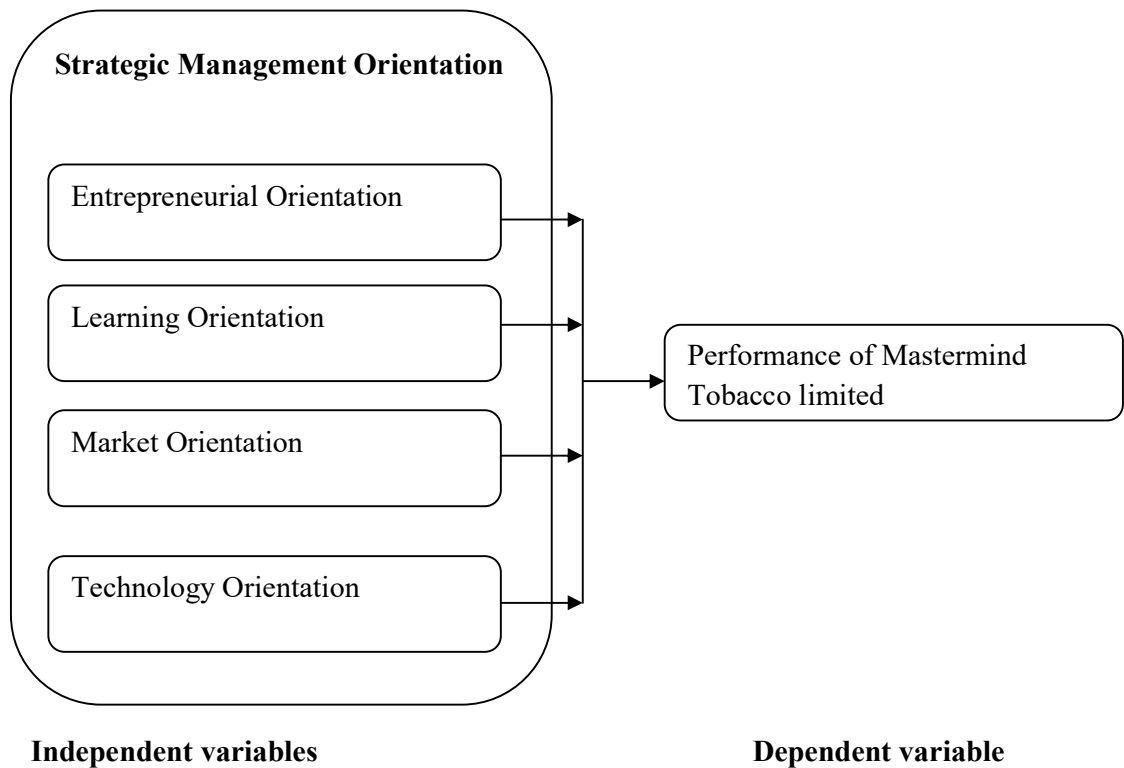 Strategic Management Orientation
Entrepreneurial Orientation
Learning Orientation
Market Orientation
Technology Orientation
Performance of Mastermind
Tobacco limited
Independent variables
Dependent variable